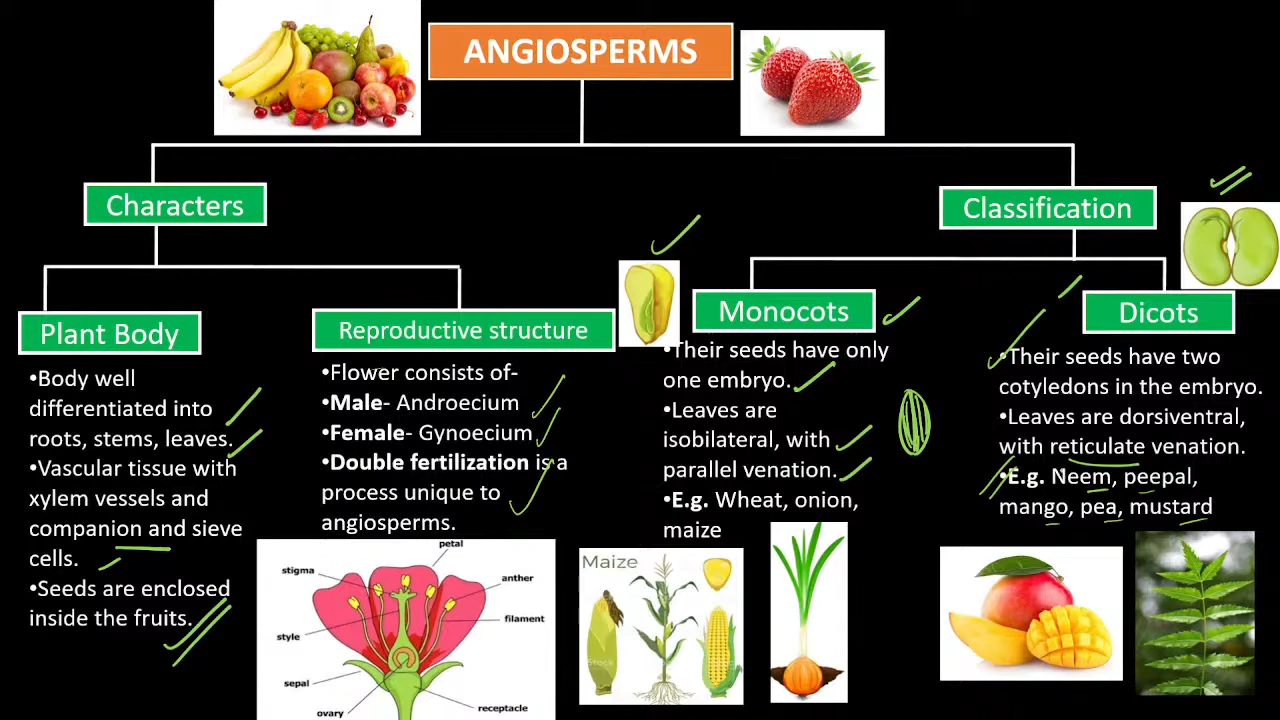 ANGIOSPERMS
Characters
Classification
Plant Body
•Body well
differentiated into
roots, stems, leaves.
•Vascular tissue with
xylem vessels and
companion and sieve
cells.
•Seeds are enclosed
inside the fruits.
Reproductive structure
•Flower consists of-
•Male- Androecium
•Female- Gynoecium
•Double fertilization is a
process unique to
angiosperms.
petal
stigma
anther
filament
style
sepal
ovary
receptacle
Monocots
•Their seeds have only
one embryo.
•Leaves are
isobilateral, with
parallel venation.
•E.g. Wheat, onion,
maize
Maize
Dicots
•Their seeds have two
cotyledons in the embryo.
•Leaves are dorsiventral,
with reticulate venation.
•E.g. Neem, peepal,
mango, pea, mustard